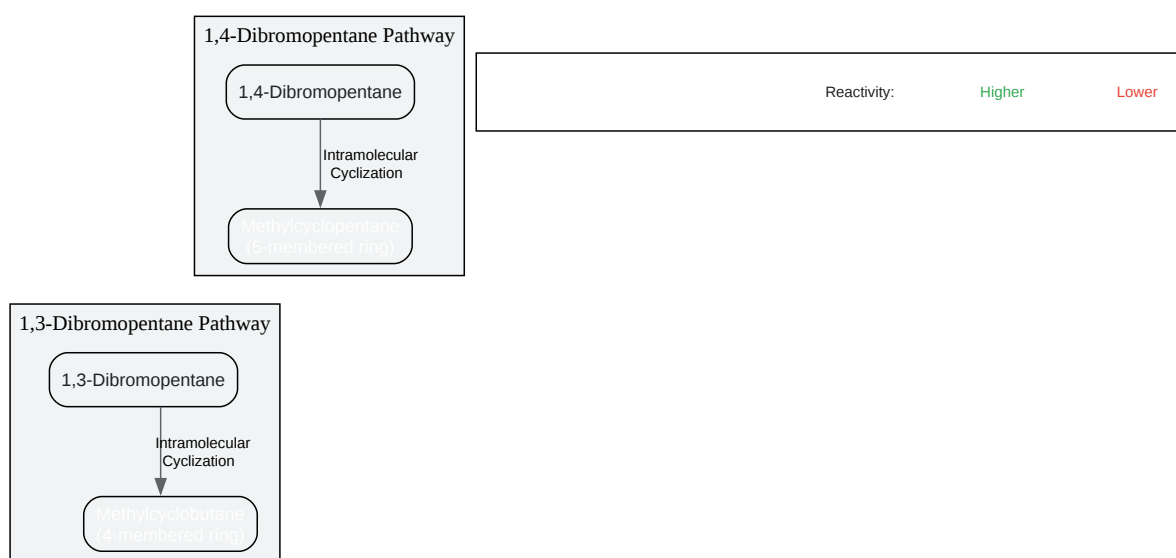 1,4-Dibromopentane Pathway
1,4-Dibromopentane
Intramolecular
Cyclization
Methylcyclopentane
(5-membered ring)
Reactivity: Higher Lower
1,3-Dibromopentane Pathway
1,3-Dibromopentane
Intramolecular
Cyclization
Methylcyclobutane
(4-membered ring)